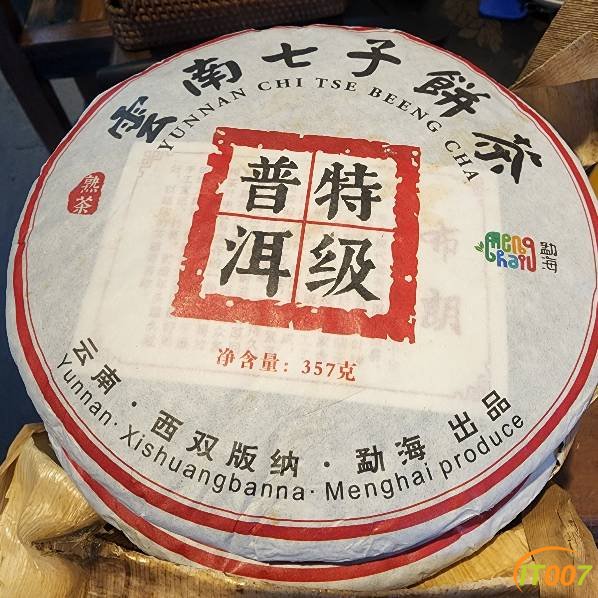 雲南七子餅茶
YUNNAN CHI TSE BEENG CHA
熟茶
特级
普洱
meng
hai
勐海
布朗
净含量：357克
云南·西双版纳·勐海 出品
Yunnan·Xishuangbanna·Menghai produce
IT007